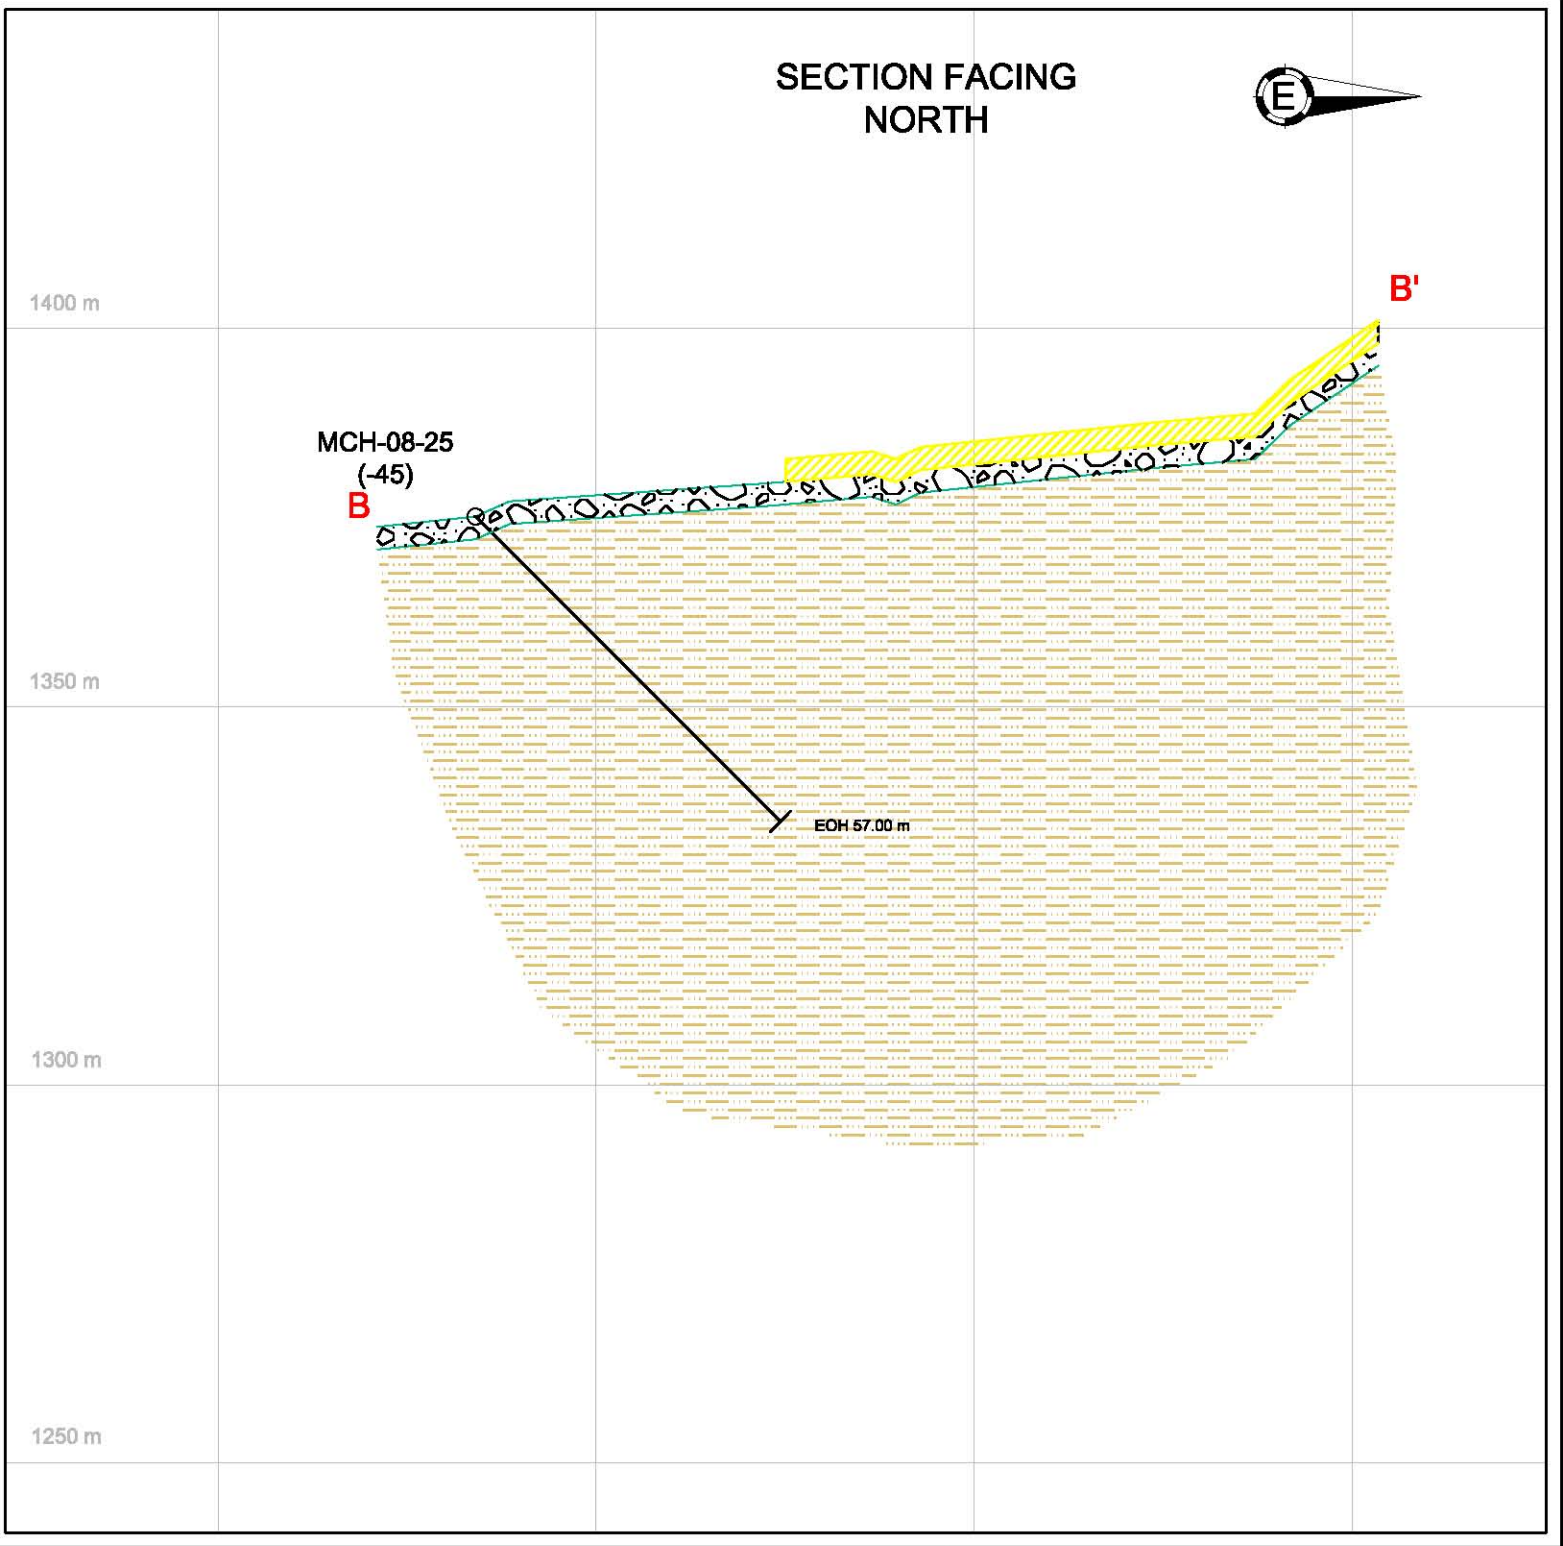 SECTION FACING
NORTH
E
1400 m
B'
MCH-08-25
(-45)
B
1350 m
EOH 57.00 m
1300 m
1250 m